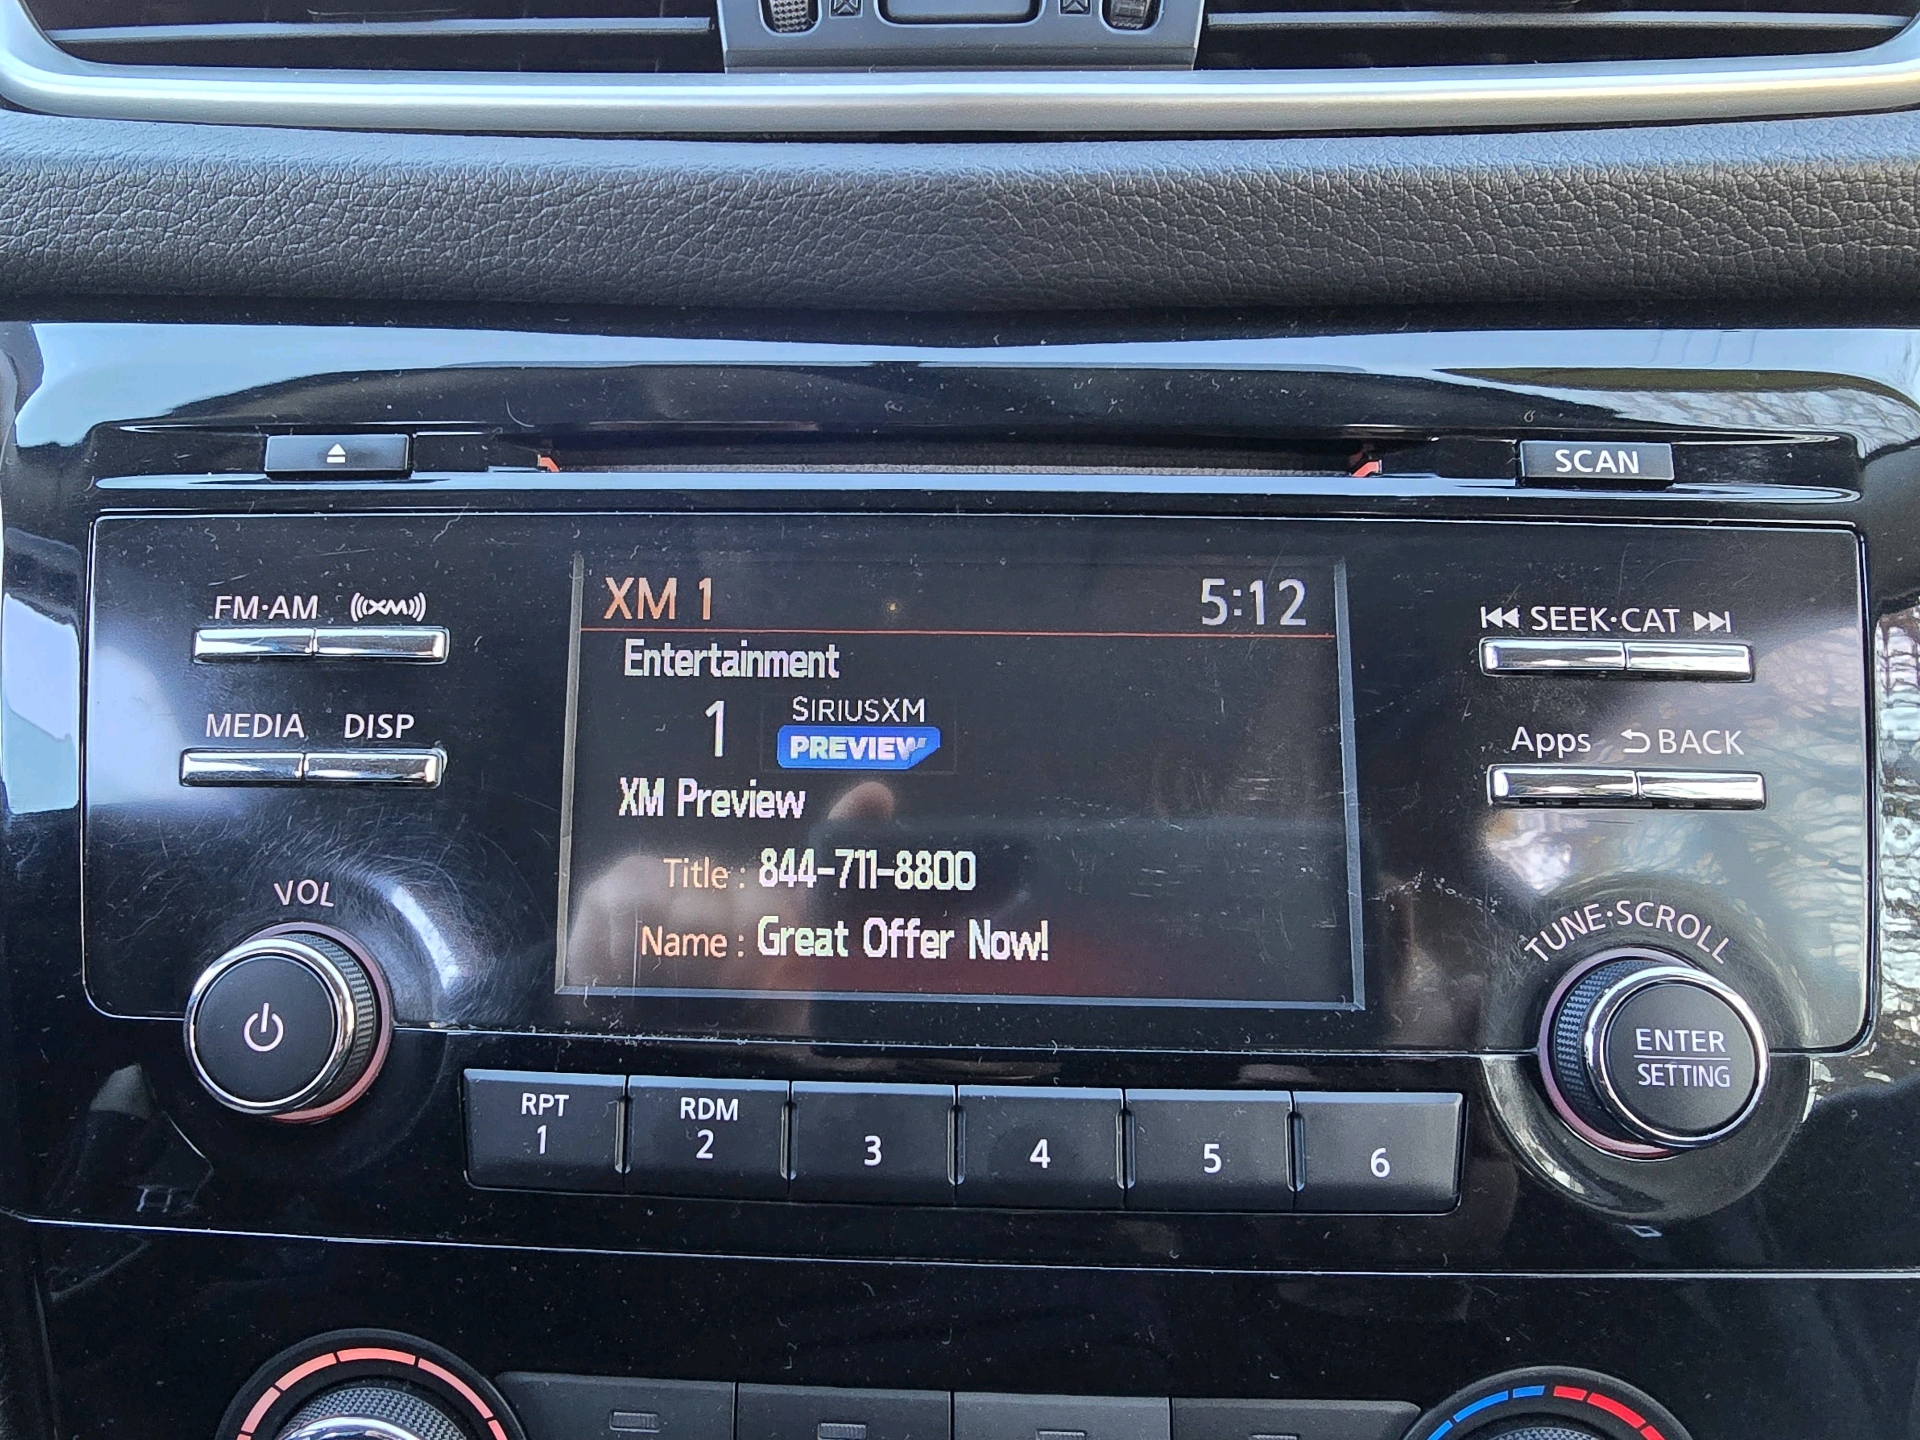 SCAN
FM·AM (((XM)))
MEDIA DISP
VOL
XM 1 5:12
Entertainment
1 SIRIUSXM
PREVIEW
XM Preview
Title : 844-711-8800
Name : Great Offer Now!
SEEK·CAT
Apps BACK
TUNE·SCROLL
ENTER
SETTING
RPT RDM
1 2 3 4 5 6